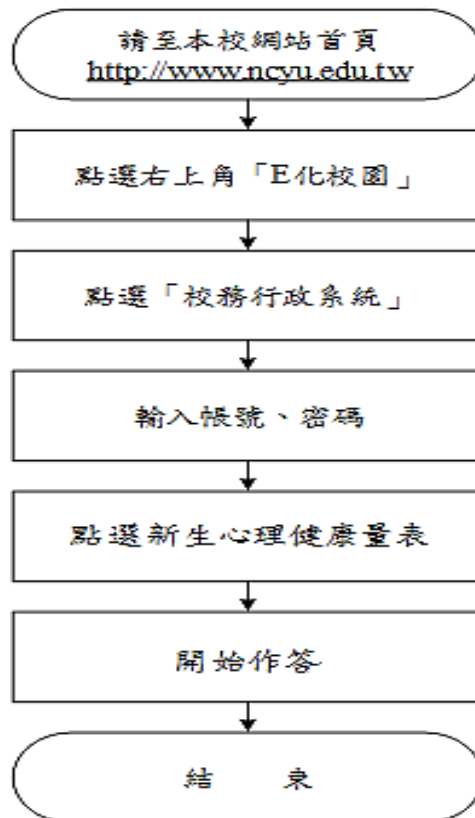 請至本校網站首頁
http://www.ncyu.edu.tw
點選右上角「E化校園」
點選「校務行政系統」
輸入帳號、密碼
點選新生心理健康量表
開始作答
結 束